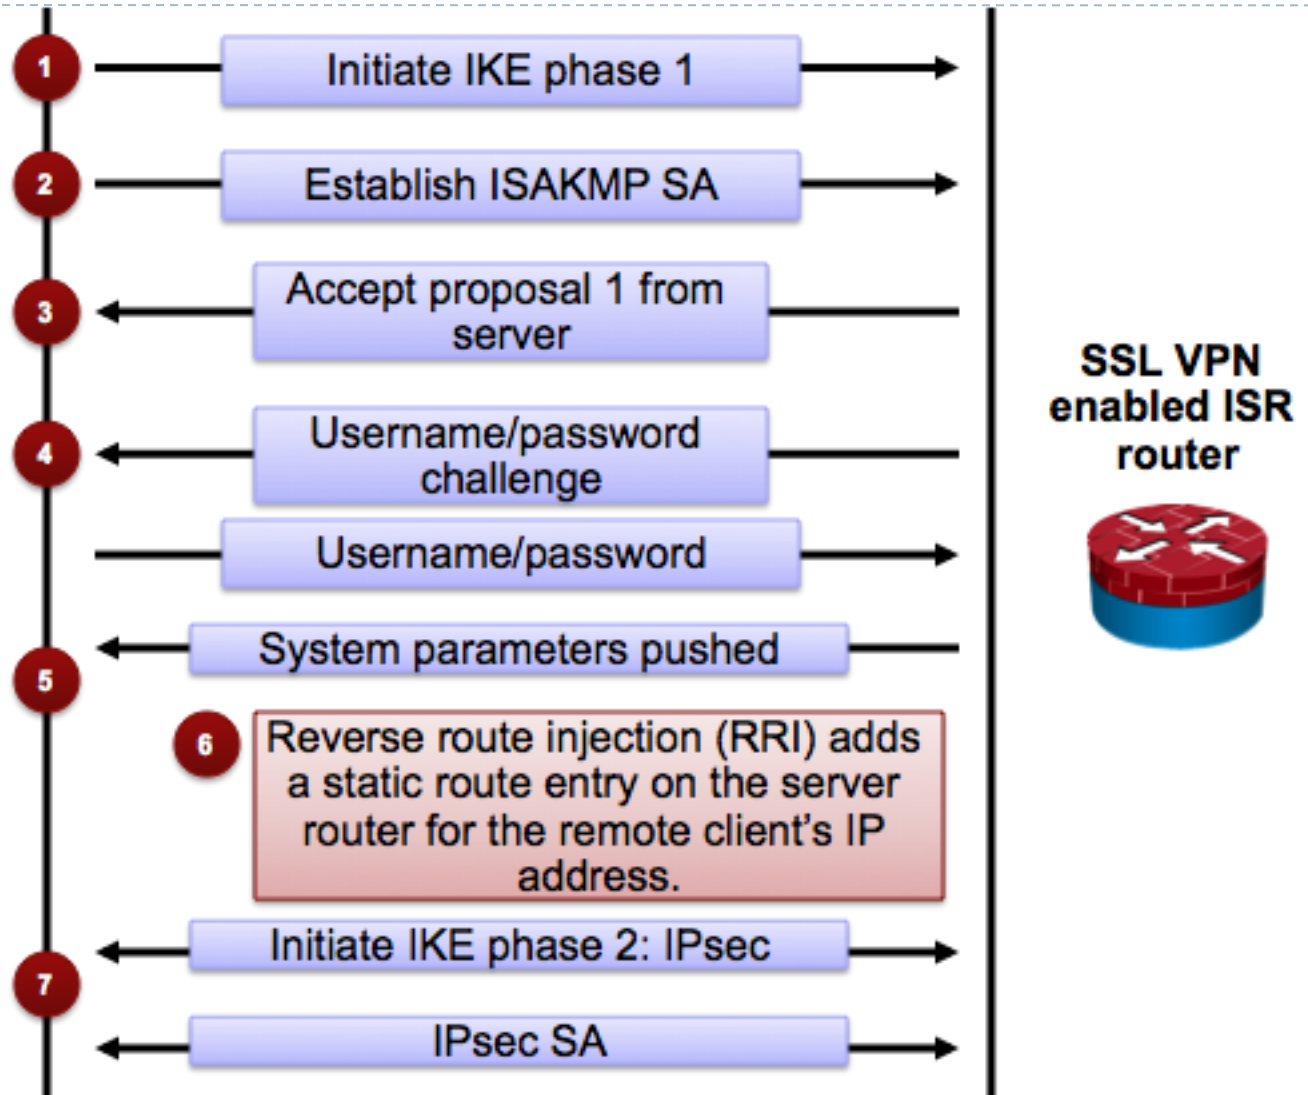 1
Initiate IKE phase 1
2
Establish ISAKMP SA
3
Accept proposal 1 from
server
4
Username/password
challenge
Username/password
5
System parameters pushed
6
Reverse route injection (RRI) adds
a static route entry on the server
router for the remote client’s IP
address.
7
Initiate IKE phase 2: IPsec
IPsec SA
SSL VPN
enabled ISR
router